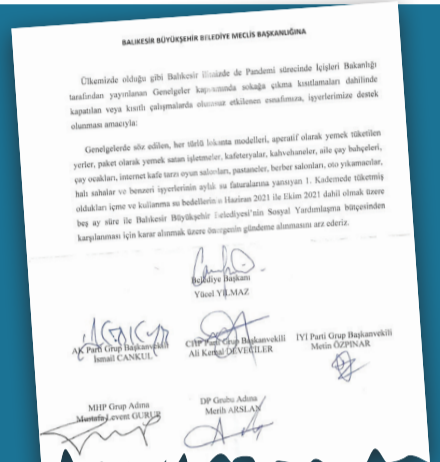 BALIKESİR BÜYÜKŞEHİR BELEDİYE MECLİS BAŞKANLIĞINA
Ülkemizde olduğu gibi Balıkesir İlimizde de Pandemi sürecinde İçişleri Bakanlığı
tarafından yayınlanan Genelgeler kapsamında sokağa çıkma kısıtlamaları dahilinde
kapatılan veya kısıtlı çalışmalarda olumsuz etkilenen esnafımıza, işyerlerimize destek
olunması amacıyla:
Genelgelerde söz edilen, her türlü lokanta modelleri, aperatif olarak yemek tüketilen
yerler, paket olarak yemek satan işletmeler, kafeteryalar, kahvehaneler, aile çay bahçeleri,
çay ocakları, internet kafe tarzı oyun salonları, pastaneler, berber salonları, oto yıkamacılar,
halı sahalar ve benzeri işyerlerinin aylık su faturalarına yansıyan 1. Kademede tüketmiş
oldukları içme ve kullanma su bedellerinin Haziran 2021 ile Ekim 2021 dahil olmak üzere
beş ay süre ile Balıkesir Büyükşehir Belediyesi'nin Sosyal Yardımlaşma bütçesinden
karşılanması için karar alınmak üzere önergenin gündeme alınmasını arz ederiz.
Belediye Başkanı
Yücel YILMAZ
AK Parti Grup Başkanvekili
İsmail CANKUL
CHP Parti Grup Başkanvekili
Ali Kemal DEVECİLER
İYİ Parti Grup Başkanvekili
Metin ÖZPINAR
MHP Grup Adına
Mustafa Levent GURUR
DP Grubu Adına
Merih ARSLAN